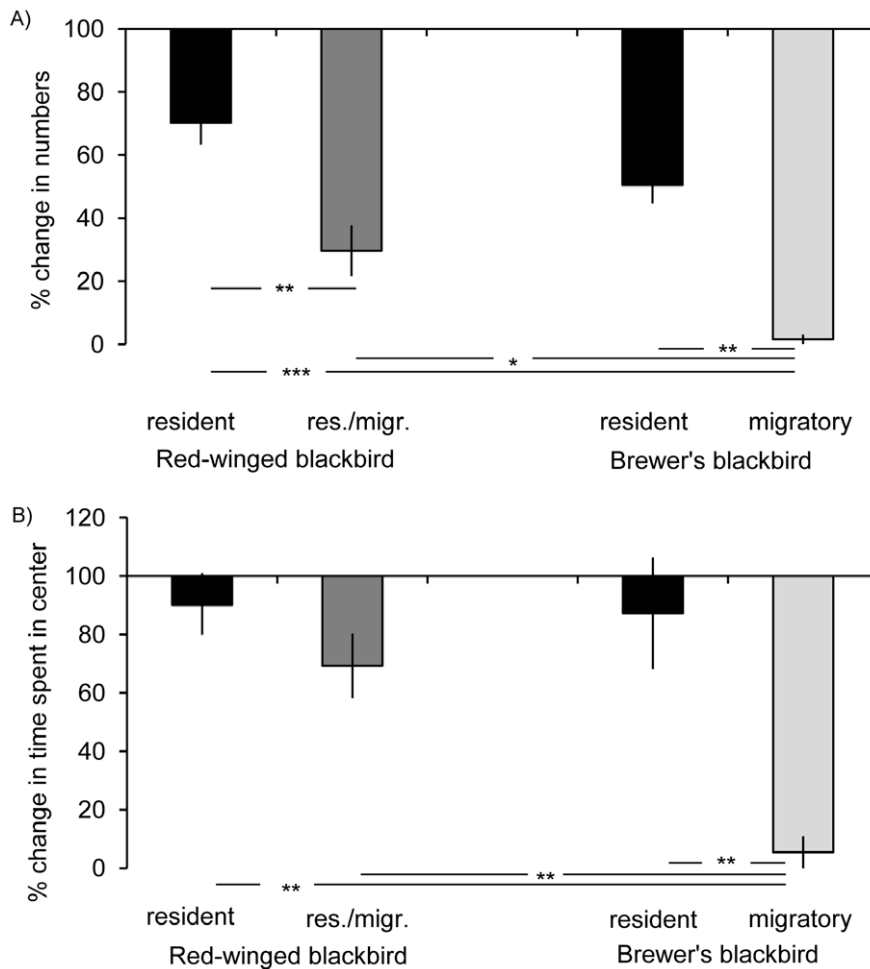 A)
% change in numbers
100
80
60
40
20
0
**
**
*
***
resident res./migr. resident migratory
Red-winged blackbird Brewer's blackbird
B)
% change in time spent in center
120
100
80
60
40
20
0
**
**
**
resident res./migr. resident migratory
Red-winged blackbird Brewer's blackbird